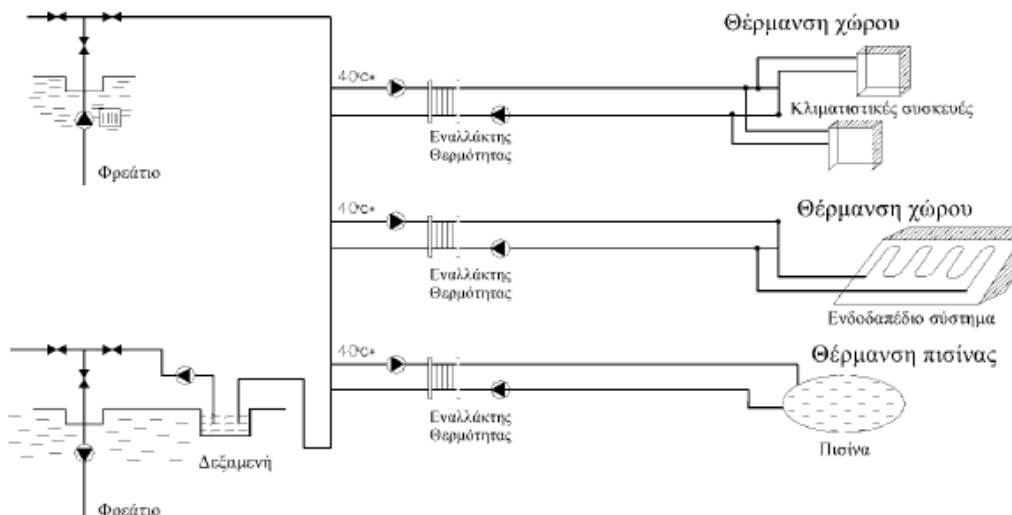 Θέρμανση χώρου
40°C+
Κλιματιστικές συσκευές
Εναλλάκτης
Θερμότητας
Φρεάτιο
40°C+
Θέρμανση χώρου
Εναλλάκτης
Θερμότητας
Ενδοδαπέδιο σύστημα
40°C+
Θέρμανση πισίνας
Εναλλάκτης
Θερμότητας
Πισίνα
Δεξαμενή
Φρεάτιο